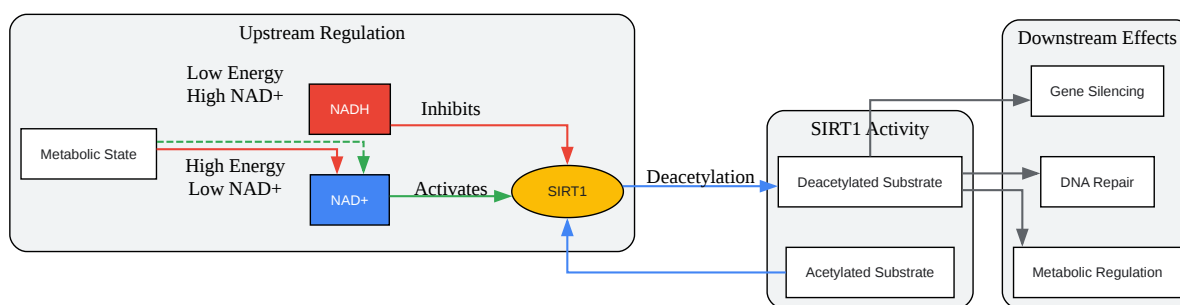 Upstream Regulation
Low Energy
High NAD+
NADH
Inhibits
Metabolic State
High Energy
Low NAD+
NAD+
Activates
SIRT1
Deacetylation
SIRT1 Activity
Deacetylated Substrate
Acetylated Substrate
Downstream Effects
Gene Silencing
DNA Repair
Metabolic Regulation